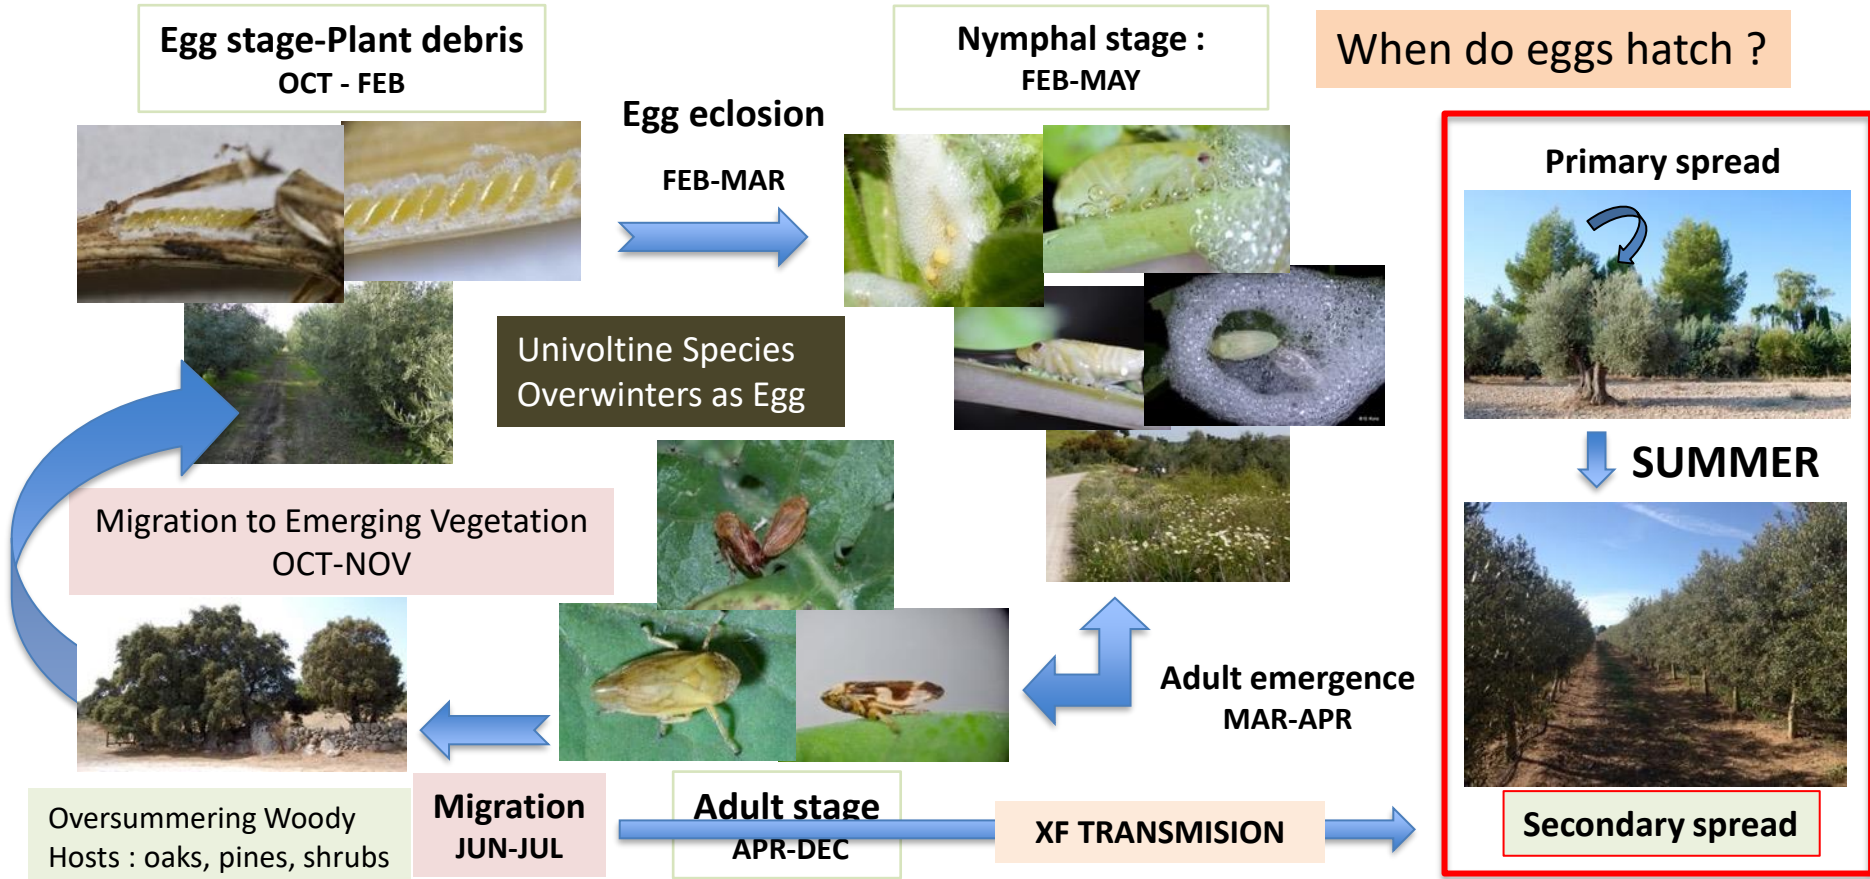 Egg stage-Plant debris
OCT - FEB
Egg eclosion
FEB-MAR
Nymphal stage :
FEB-MAY
When do eggs hatch ?
Univoltine Species
Overwinters as Egg
Migration to Emerging Vegetation
OCT-NOV
Adult emergence
MAR-APR
Oversummering Woody
Hosts : oaks, pines, shrubs
Migration
JUN-JUL
Adult stage
APR-DEC
XF TRANSMISION
Primary spread
SUMMER
Secondary spread